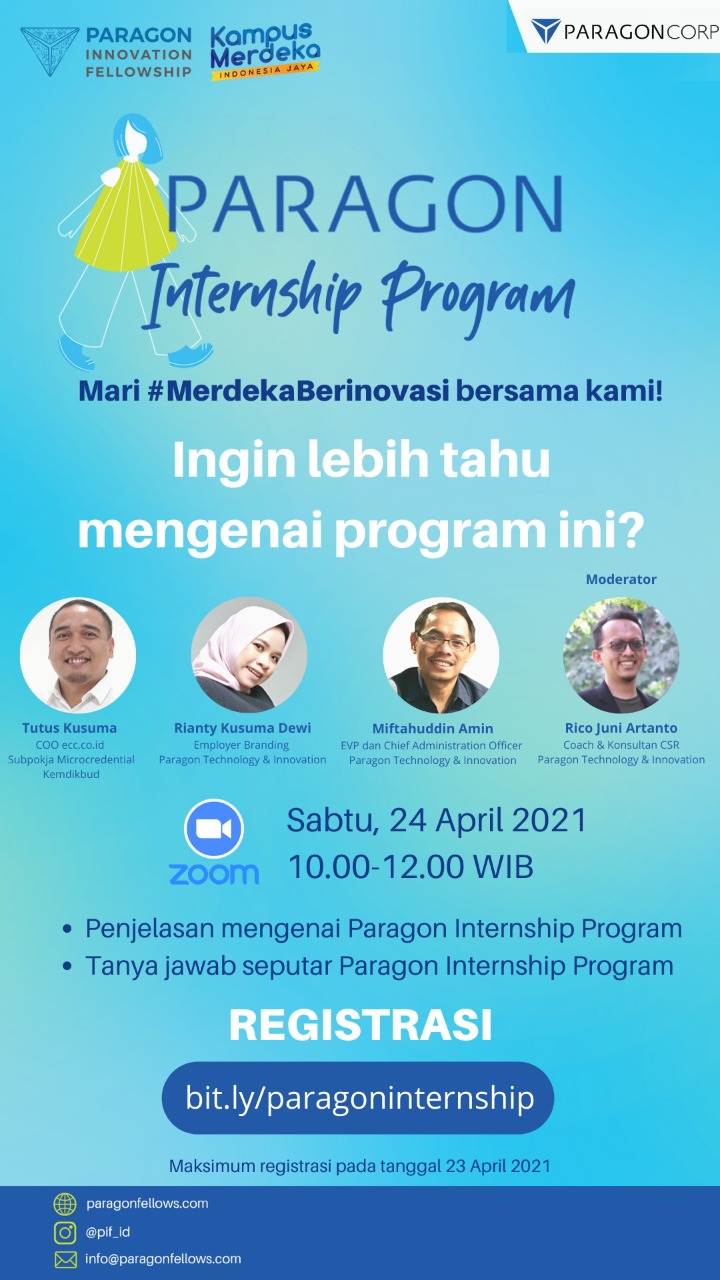 PARAGON
INNOVATION
FELLOWSHIP
Kampus
Merdeka
INDONESIA JAYA
PARAGONCORP
PARAGON
Internship Program
Mari #MerdekaBerinovasi bersama kami!
Ingin lebih tahu
mengenai program ini?
Moderator
Tutus Kusuma
COO ecc.co.id
Subpokja Microcredential
Kemdikbud
Rianty Kusuma Dewi
Employer Branding
Paragon Technology & Innovation
Miftahuddin Amin
EVP dan Chief Administration Officer
Paragon Technology & Innovation
Rico Juni Artanto
Coach & Konsultan CSR
Paragon Technology & Innovation
zoom
Sabtu, 24 April 2021
10.00-12.00 WIB
• Penjelasan mengenai Paragon Internship Program
• Tanya jawab seputar Paragon Internship Program
REGISTRASI
bit.ly/paragoninternship
Maksimum registrasi pada tanggal 23 April 2021
paragonfellows.com
@pif_id
info@paragonfellows.com